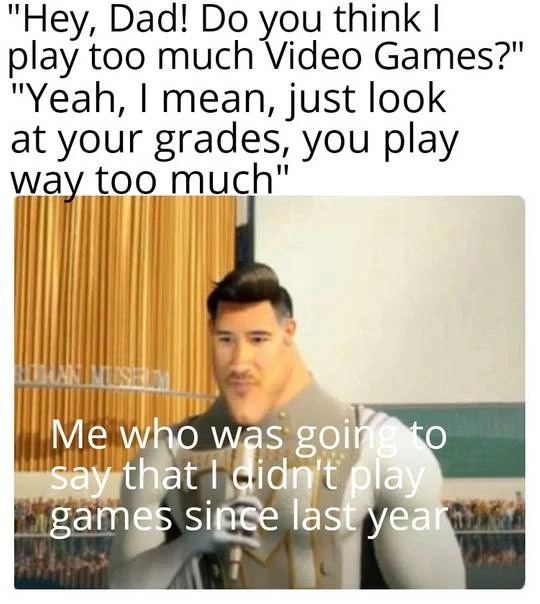 "Hey, Dad! Do you think I
play too much Video Games?"
"Yeah, I mean, just look
at your grades, you play
way too much"
MUSEUM
Me who was going to
say that I didn't play
games since last year